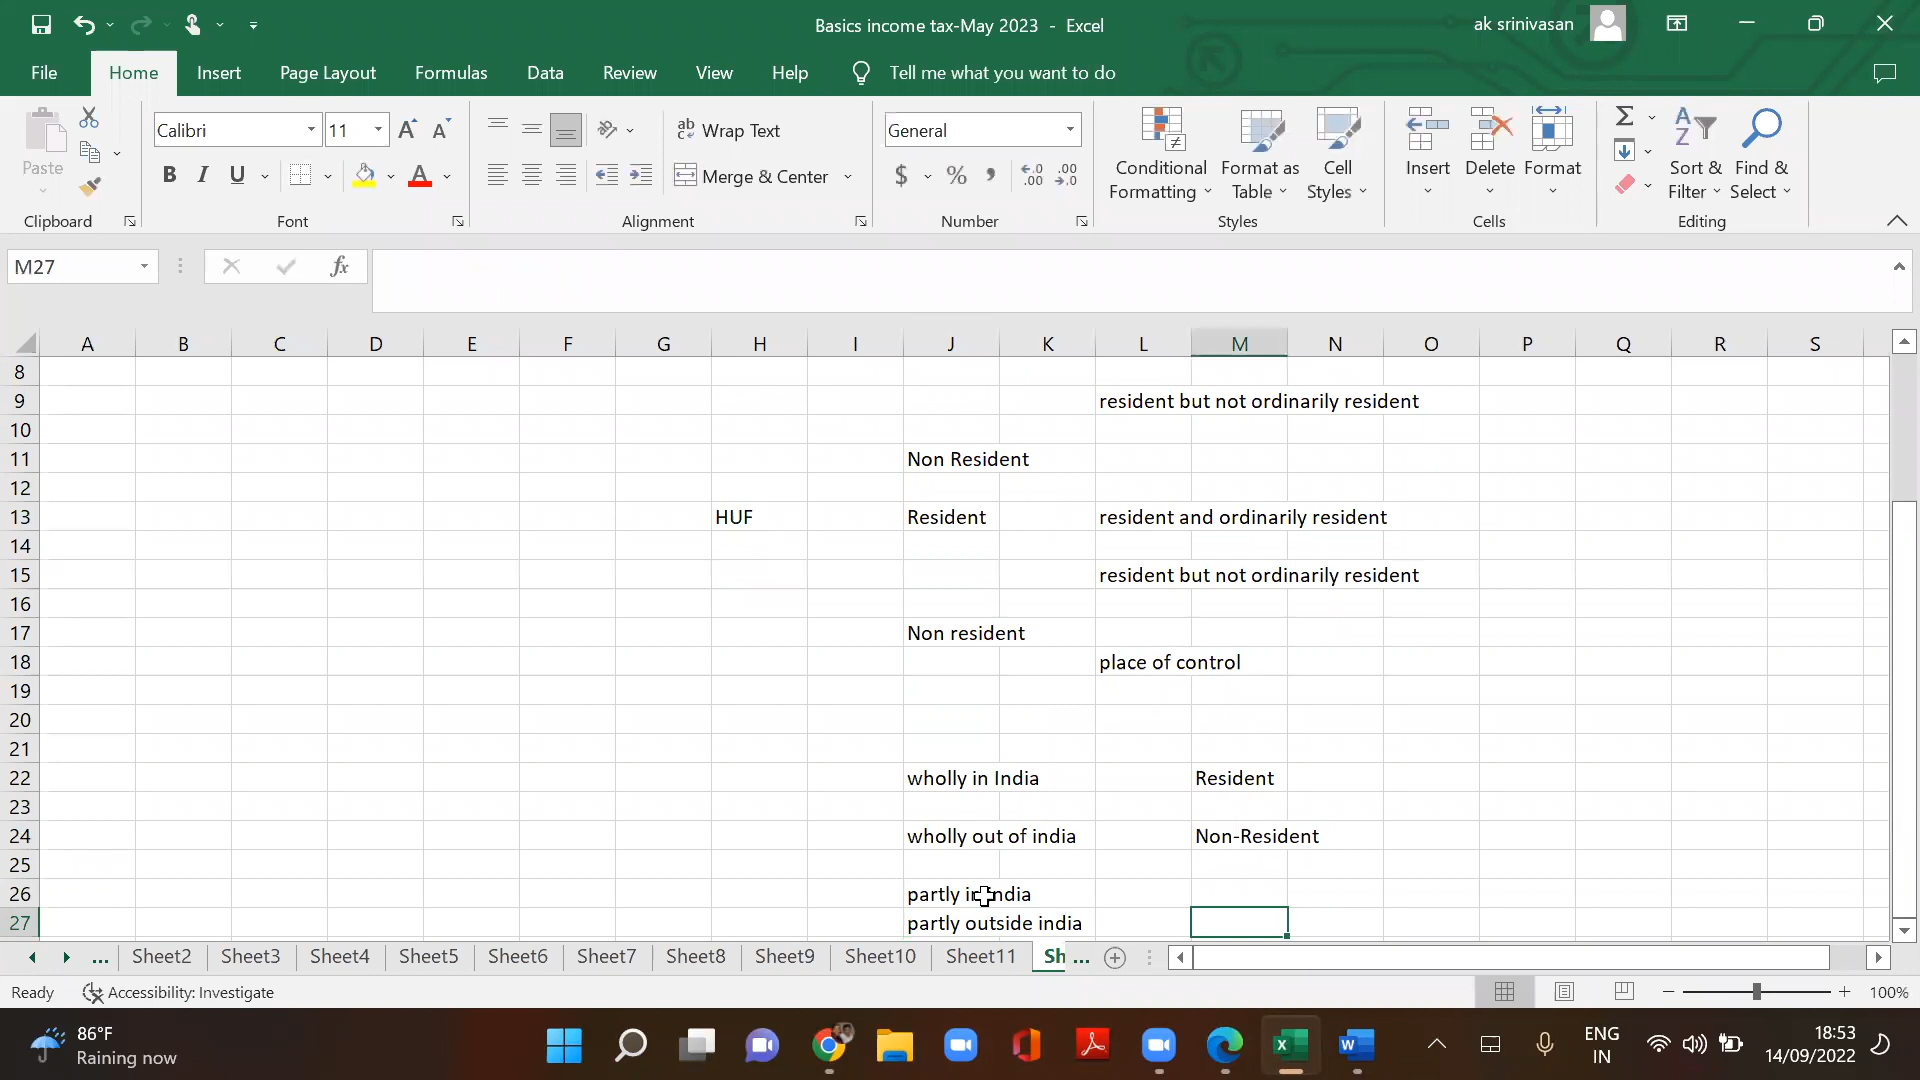 Basics income tax-May 2023 - Excel
ak srinivasan
File Home Insert Page Layout Formulas Data Review View Help Tell me what you want to do
Paste
Clipboard
Calibri 11
B I U
Font
Wrap Text
Merge & Center
Alignment
General
$ % ,
Number
Conditional Formatting
Format as Table
Cell Styles
Styles
Insert
Delete
Format
Cells
Sort & Filter
Find & Select
Editing
M27
fx
A B C D E F G H I J K L M N O P Q R S
8
9 resident but not ordinarily resident
10
11 Non Resident
12
13 HUF Resident resident and ordinarily resident
14
15 resident but not ordinarily resident
16
17 Non resident
18 place of control
19
20
21
22 wholly in India Resident
23
24 wholly out of india Non-Resident
25
26 partly in india
27 partly outside india
... Sheet2 Sheet3 Sheet4 Sheet5 Sheet6 Sheet7 Sheet8 Sheet9 Sheet10 Sheet11 Sh ...
Ready Accessibility: Investigate 100%
86°F
Raining now
ENG
IN
18:53
14/09/2022